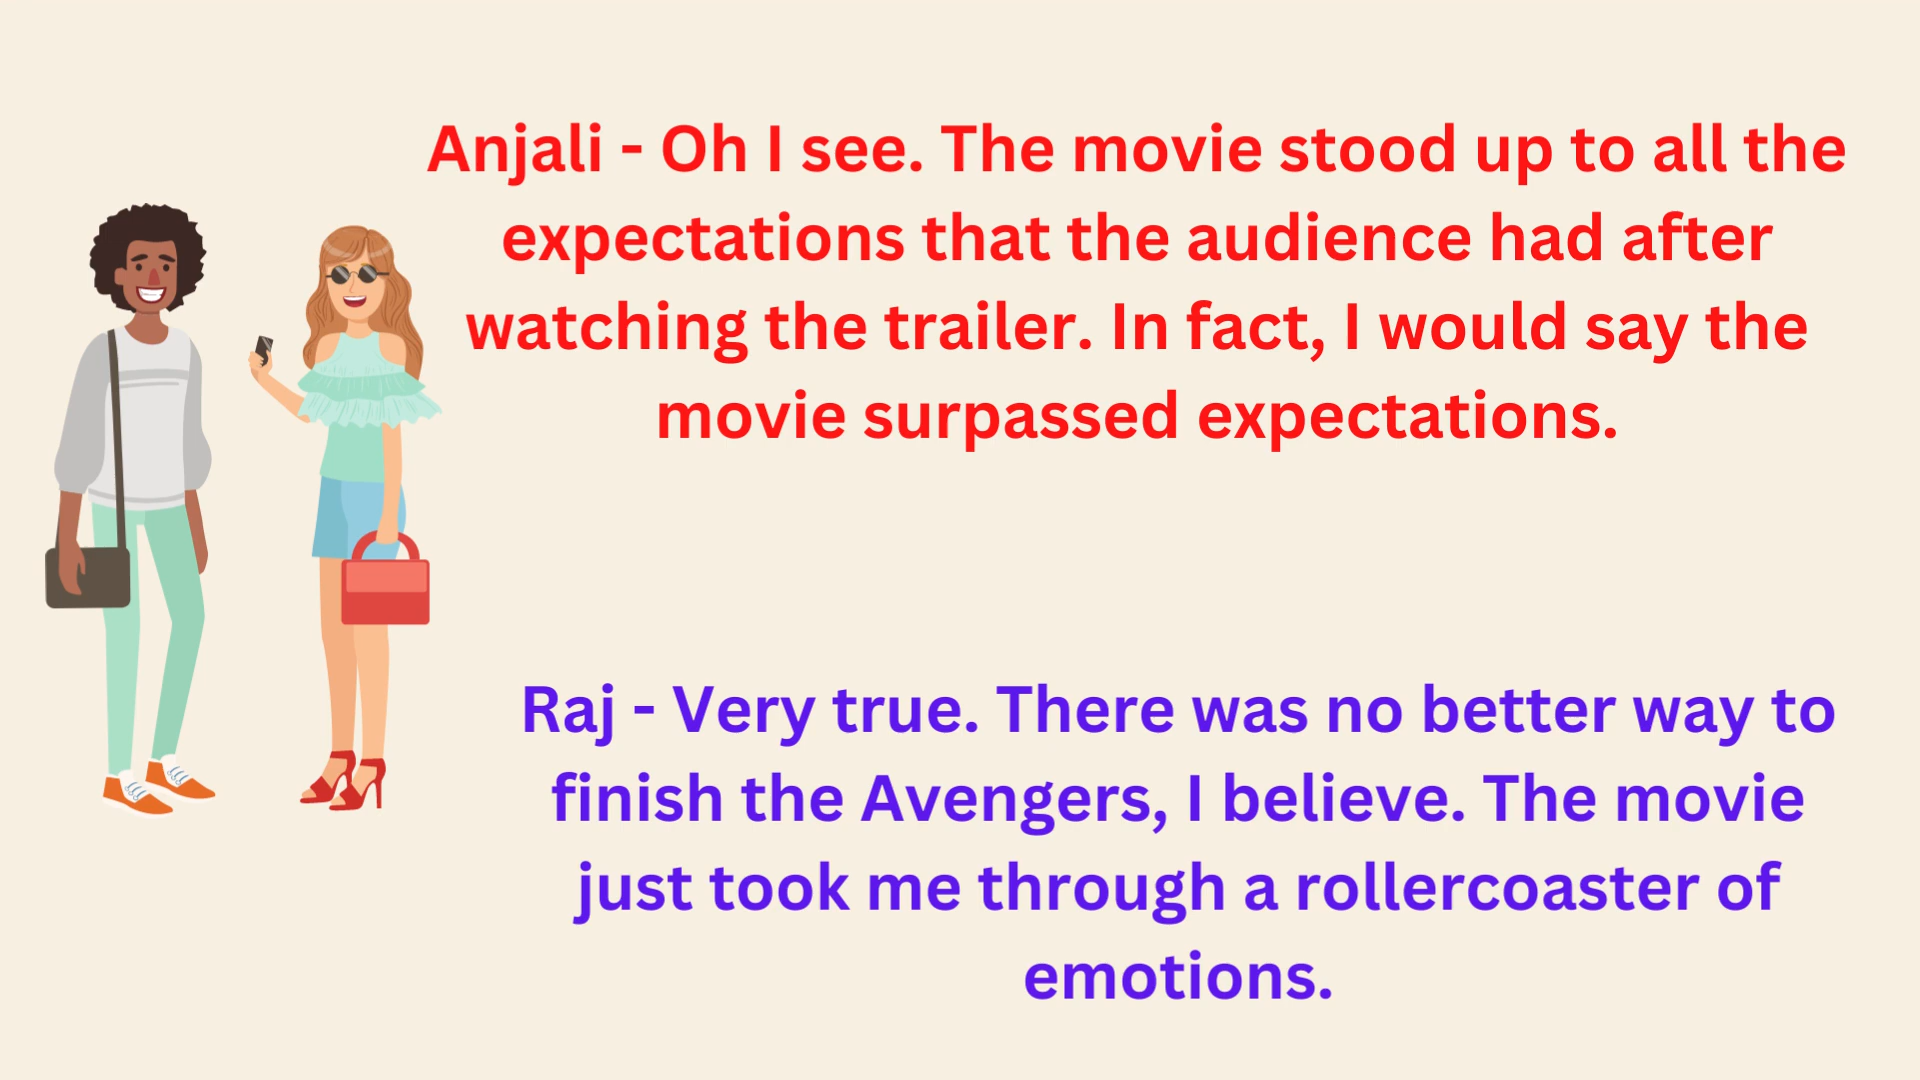 Anjali - Oh I see. The movie stood up to all the
expectations that the audience had after
watching the trailer. In fact, I would say the
movie surpassed expectations.
Raj - Very true. There was no better way to
finish the Avengers, I believe. The movie
just took me through a rollercoaster of
emotions.